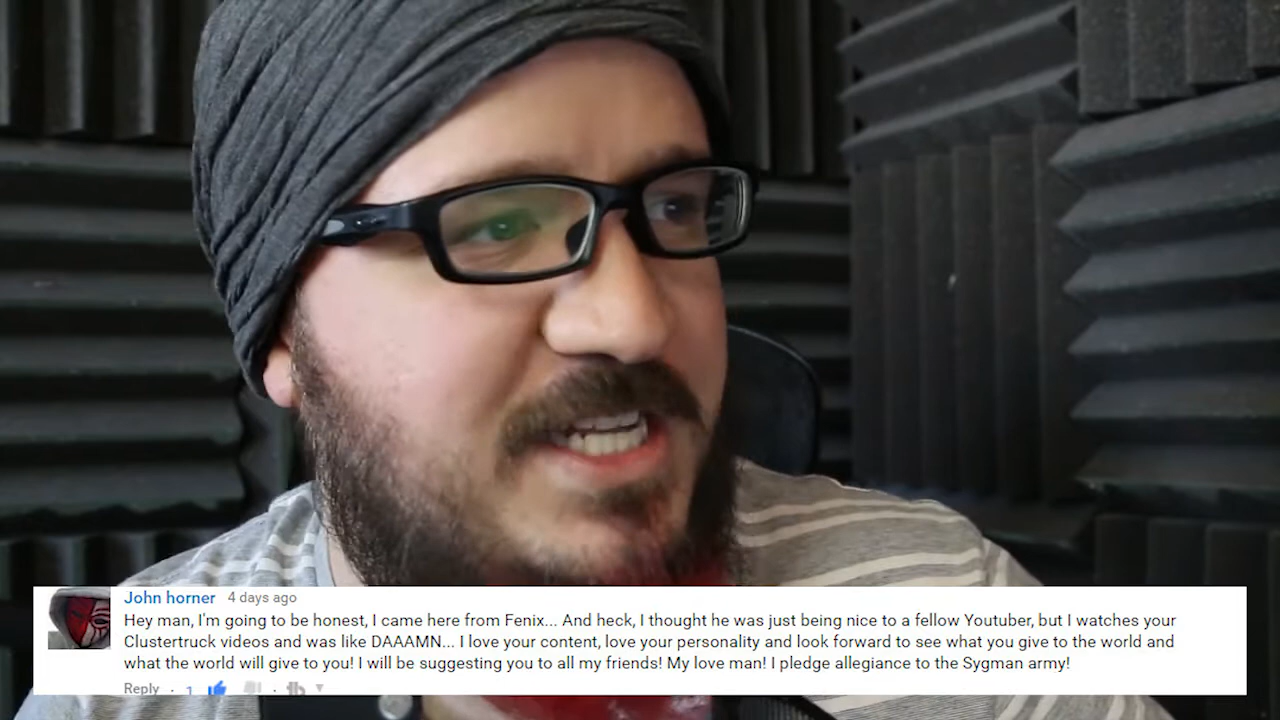 John horner 4 days ago
Hey man, I'm going to be honest, I came here from Fenix... And heck, I thought he was just being nice to a fellow Youtuber, but I watches your
Clustertruck videos and was like DAAAMN... I love your content, love your personality and look forward to see what you give to the world and
what the world will give to you! I will be suggesting you to all my friends! My love man! I pledge allegiance to the Sygman army!
Reply · 1 ·